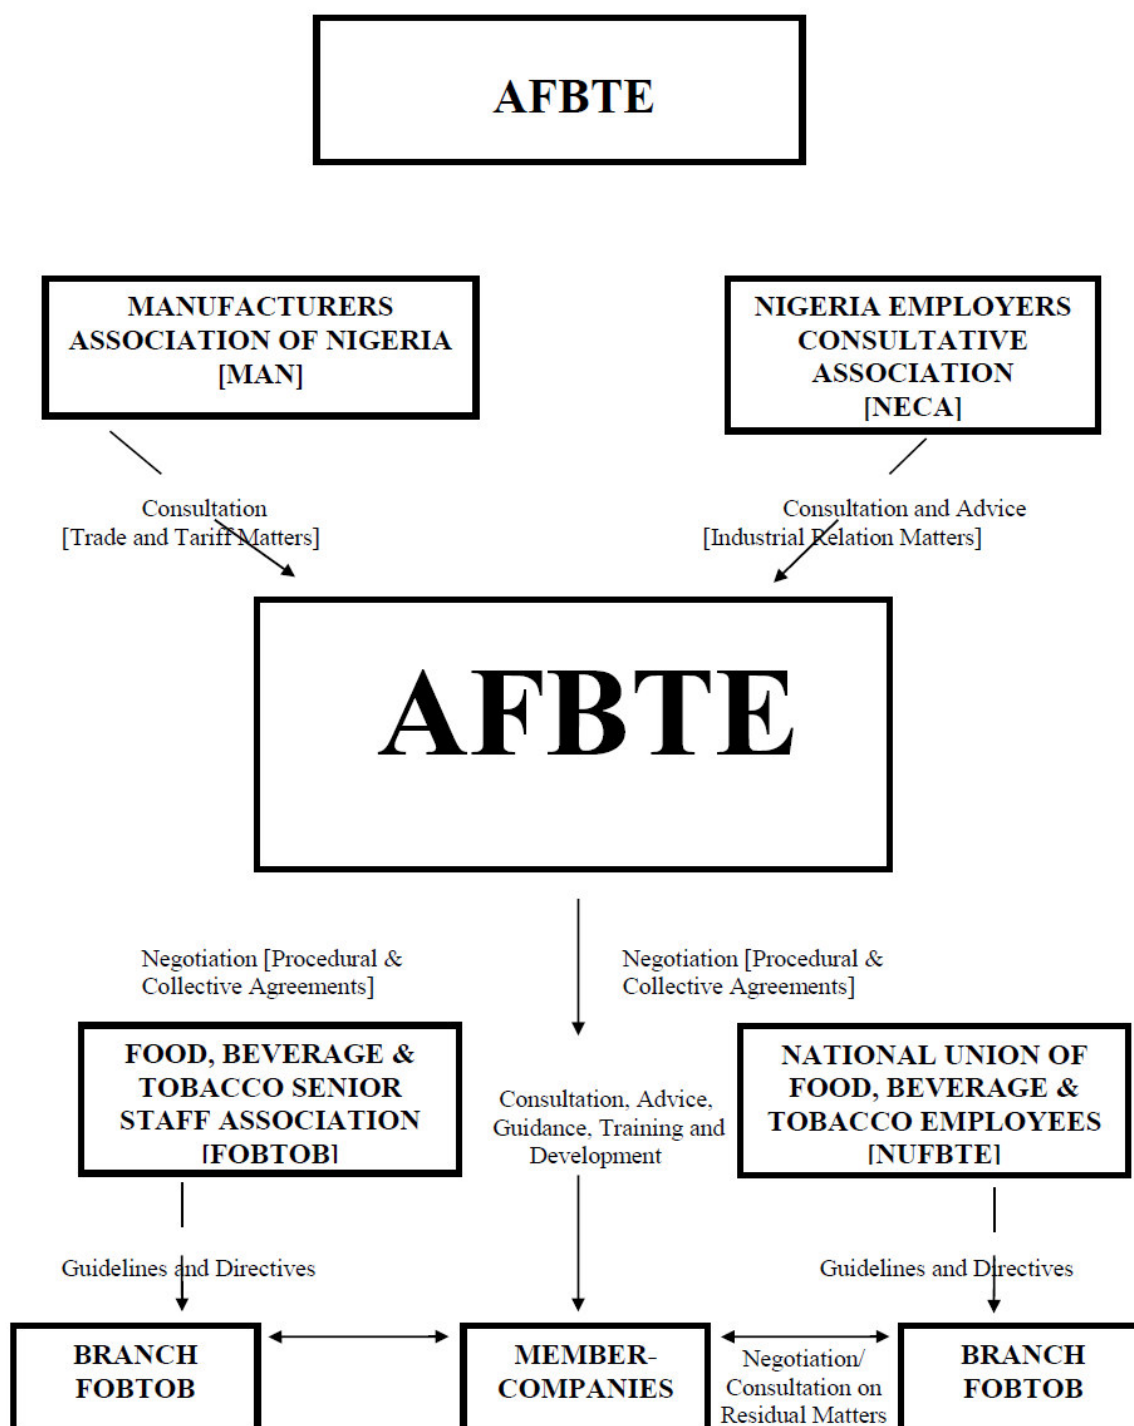 AFBTE
MANUFACTURERS
ASSOCIATION OF NIGERIA
[MAN]
NIGERIA EMPLOYERS
CONSULTATIVE
ASSOCIATION
[NECA]
Consultation
[Trade and Tariff Matters]
Consultation and Advice
[Industrial Relation Matters]
AFBTE
Negotiation [Procedural &
Collective Agreements]
Negotiation [Procedural &
Collective Agreements]
FOOD, BEVERAGE &
TOBACCO SENIOR
STAFF ASSOCIATION
[FOBTOB]
Consultation, Advice,
Guidance, Training and
Development
NATIONAL UNION OF
FOOD, BEVERAGE &
TOBACCO EMPLOYEES
[NUFBTE]
Guidelines and Directives
Guidelines and Directives
BRANCH
FOBTOB
MEMBER-
COMPANIES
Negotiation/
Consultation on
Residual Matters
BRANCH
FOBTOB